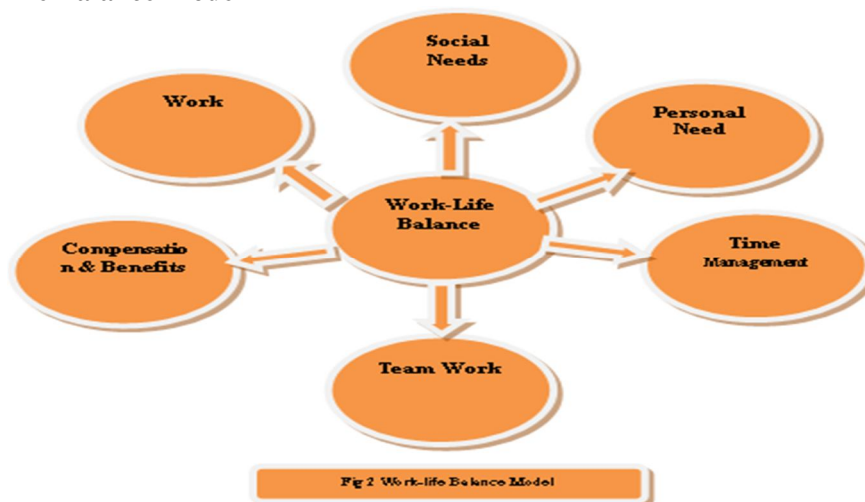 Social
Needs
Work
Personal
Need
Work-Life
Balance
Compensatio
n & Benefits
Time
Management
Team Work
Fig 2 Work-life Balance Model